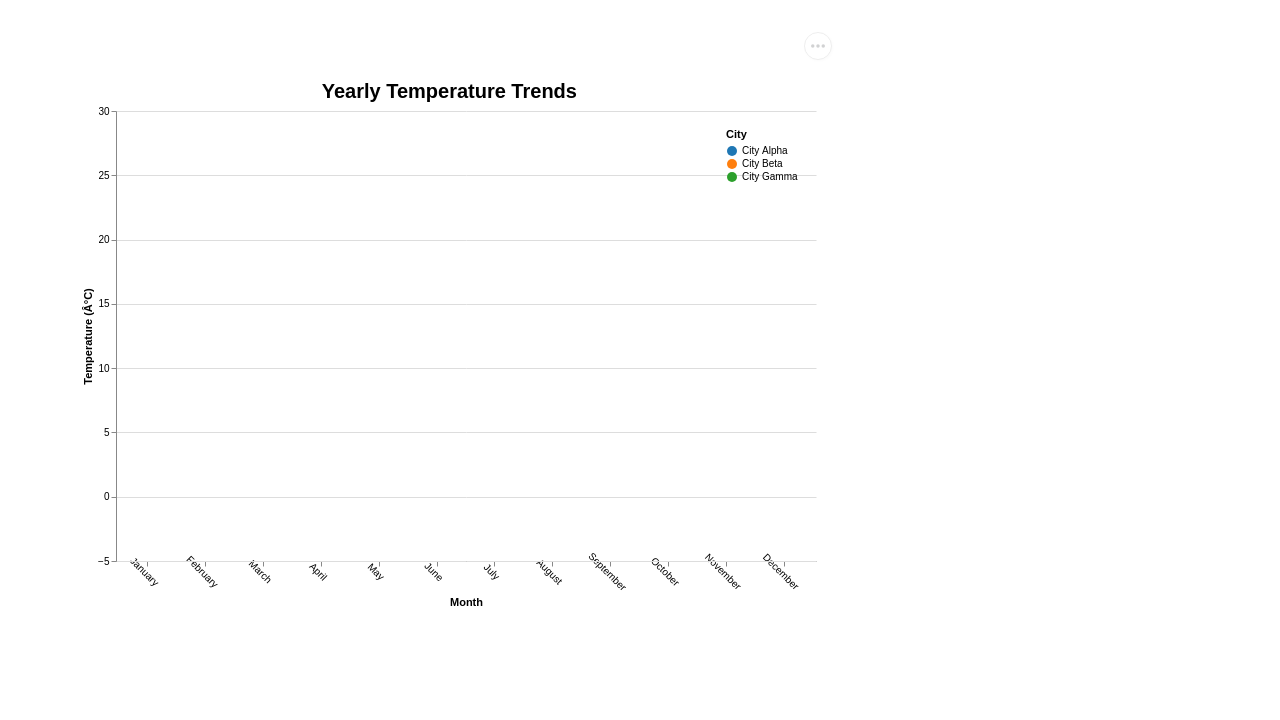 Yearly Temperature Trends
City
City Alpha
City Beta
City Gamma
30
25
20
15
10
5
0
−5
Temperature (Â°C)
January
February
March
April
May
June
July
August
September
October
November
December
Month